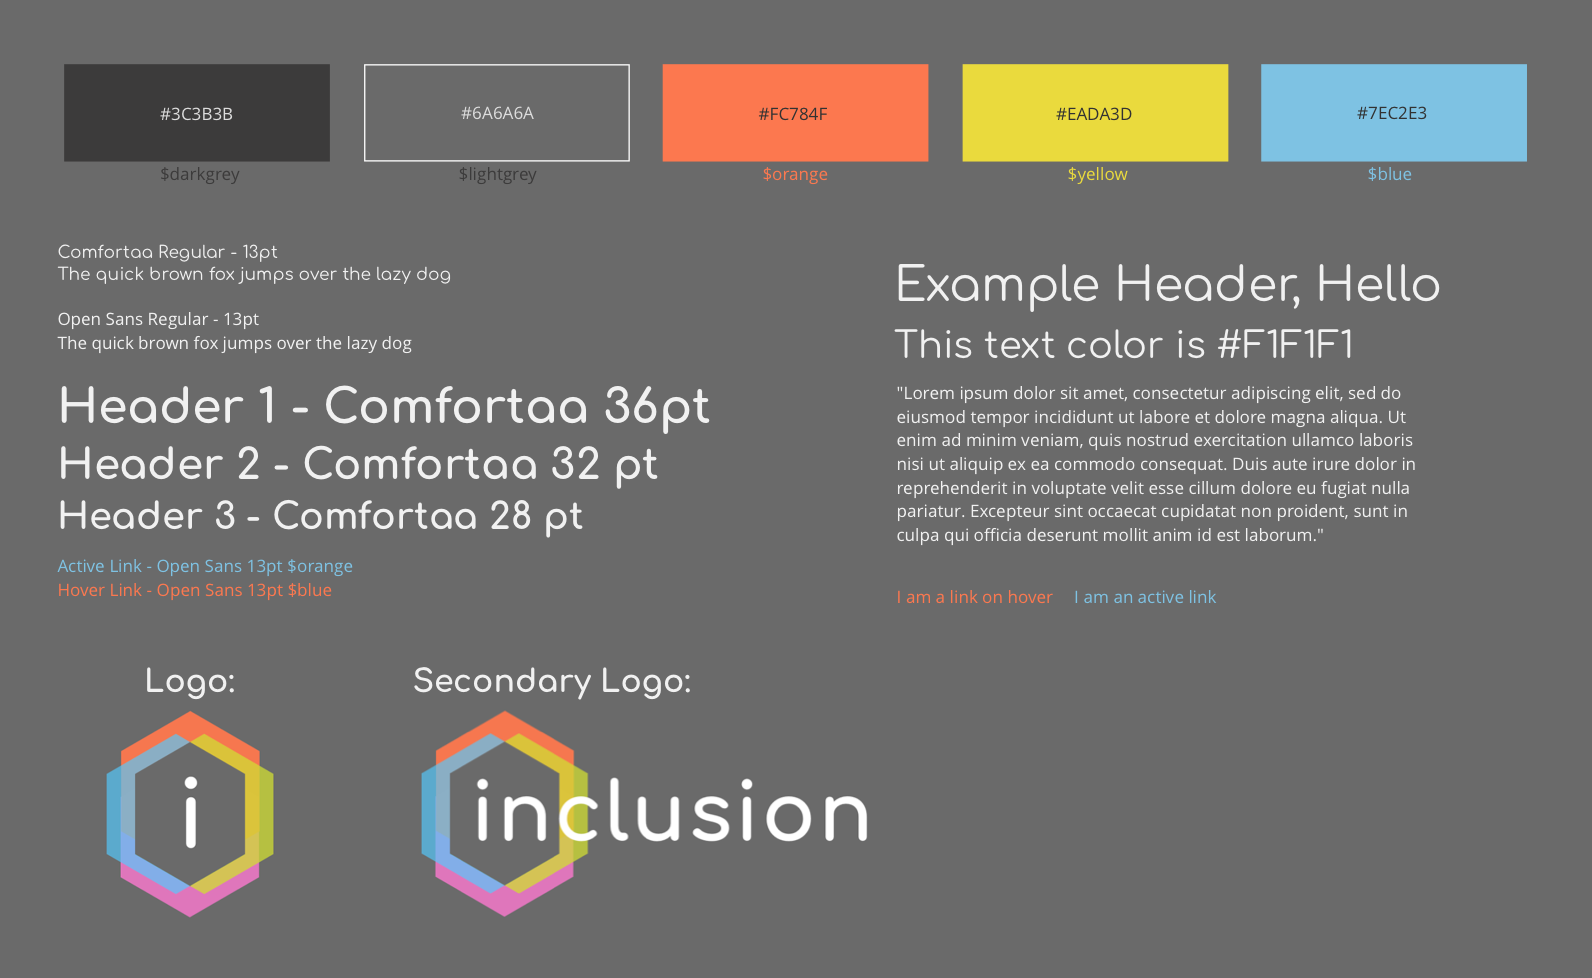 #3C3B3B
#6A6A6A
#FC784F
#EADA3D
#7EC2E3
$darkgrey
$lightgrey
$orange
$yellow
$blue
Comfortaa Regular - 13pt
The quick brown fox jumps over the lazy dog
Open Sans Regular - 13pt
The quick brown fox jumps over the lazy dog
Header 1 - Comfortaa 36pt
Header 2 - Comfortaa 32 pt
Header 3 - Comfortaa 28 pt
Active Link - Open Sans 13pt $orange
Hover Link - Open Sans 13pt $blue
Example Header, Hello
This text color is #F1F1F1
"Lorem ipsum dolor sit amet, consectetur adipiscing elit, sed do
eiusmod tempor incididunt ut labore et dolore magna aliqua. Ut
enim ad minim veniam, quis nostrud exercitation ullamco laboris
nisi ut aliquip ex ea commodo consequat. Duis aute irure dolor in
reprehenderit in voluptate velit esse cillum dolore eu fugiat nulla
pariatur. Excepteur sint occaecat cupidatat non proident, sunt in
culpa qui officia deserunt mollit anim id est laborum."
I am a link on hover
I am an active link
Logo:
i
Secondary Logo:
inclusion